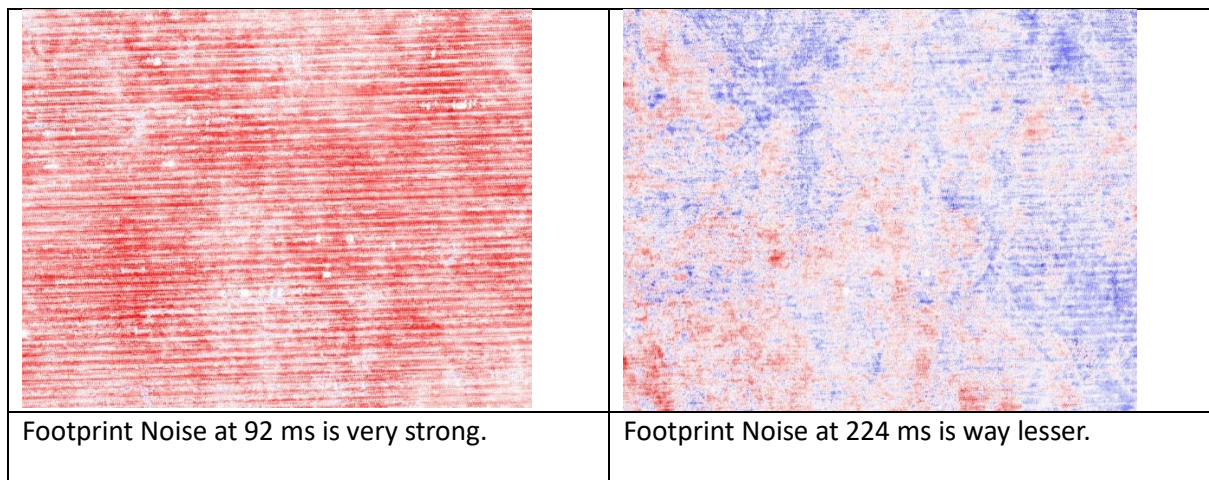 Footprint Noise at 92 ms is very strong.
Footprint Noise at 224 ms is way lesser.